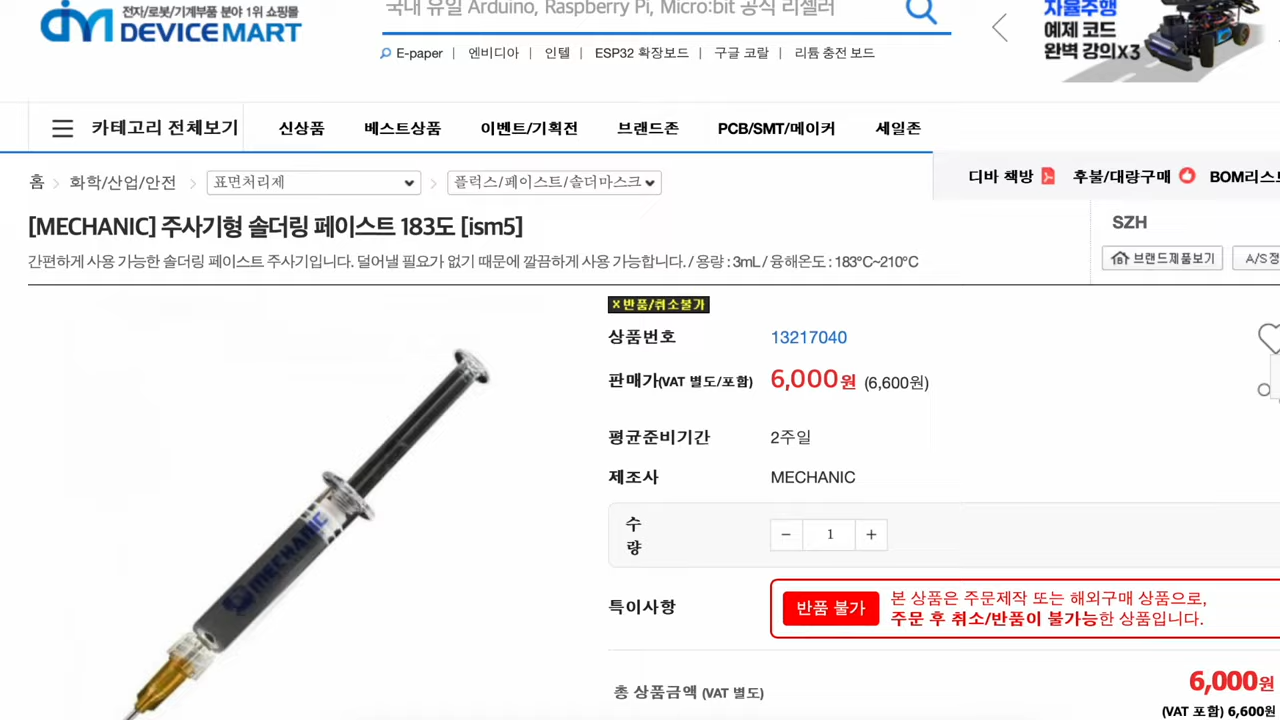 전자/로봇/기계부품 분야 1위 쇼핑몰
DEVICE MART
국내 유일 Arduino, Raspberry Pi, Micro:bit 공식 리셀러
자율주행
예제 코드
완벽 강의x3
E-paper | 엔비디아 | 인텔 | ESP32 확장보드 | 구글 코랄 | 리튬 충전 보드
카테고리 전체보기
신상품
베스트상품
이벤트/기획전
브랜드존
PCB/SMT/메이커
세일존
홈 > 화학/산업/안전 > 표면처리제 > 플럭스/페이스트/솔더마스크
디바 책방
후불/대량구매
BOM리스트
[MECHANIC] 주사기형 솔더링 페이스트 183도 [ism5]
SZH
간편하게 사용 가능한 솔더링 페이스트 주사기입니다. 덜어낼 필요가 없기 때문에 깔끔하게 사용 가능합니다. / 용량 : 3mL / 융해온도 : 183°C~210°C
브랜드제품보기
A/S정
X 반품/취소불가
상품번호 13217040
판매가(VAT 별도/포함) 6,000원 (6,600원)
평균준비기간 2주일
제조사 MECHANIC
MECHANIC
수
량
− 1 +
특이사항
반품 불가
본 상품은 주문제작 또는 해외구매 상품으로,
주문 후 취소/반품이 불가능한 상품입니다.
총 상품금액 (VAT 별도)
6,000원
(VAT 포함) 6,600원